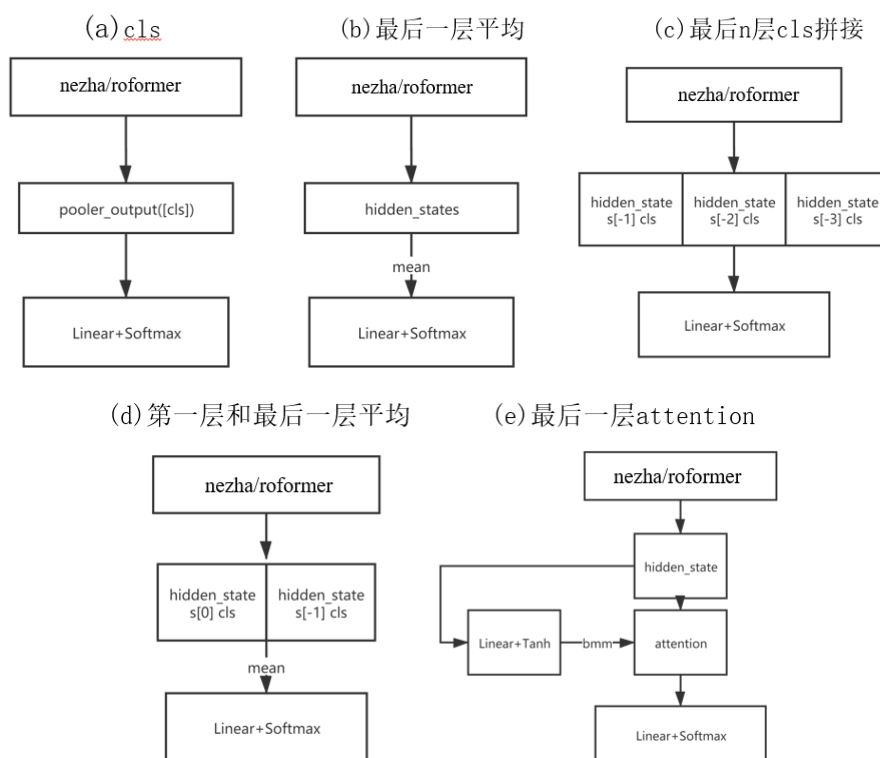 (a)cls
nezha/roformer
pooler_output([cls])
Linear+Softmax
(b)最后一层平均
nezha/roformer
hidden_states
mean
Linear+Softmax
(c)最后n层cls拼接
nezha/roformer
hidden_state
s[-1] cls
hidden_state
s[-2] cls
hidden_state
s[-3] cls
Linear+Softmax
(d)第一层和最后一层平均
nezha/roformer
hidden_state
s[0] cls
hidden_state
s[-1] cls
mean
Linear+Softmax
(e)最后一层attention
nezha/roformer
hidden_state
Linear+Tanh
bmm
attention
Linear+Softmax